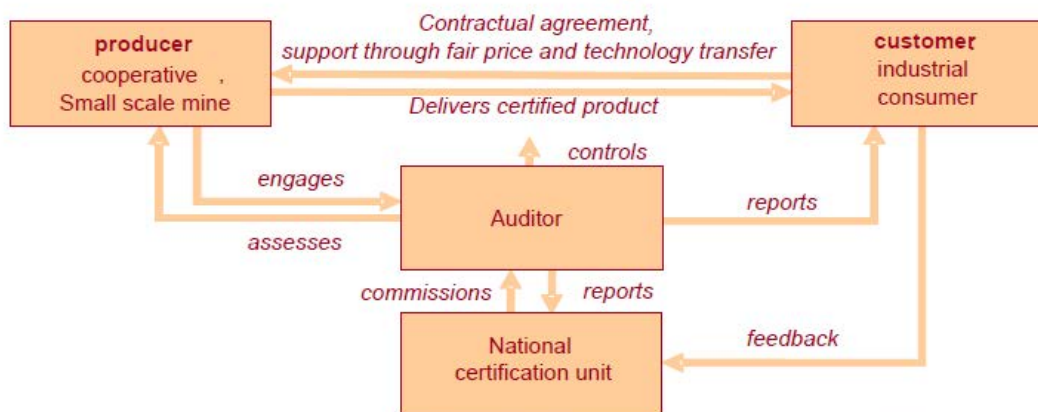 Contractual agreement,
support through fair price and technology transfer
producer
cooperative ,
Small scale mine
customer,
industrial
consumer
Delivers certified product
controls
engages
Auditor
reports
assesses
commissions
reports
National
certification unit
feedback